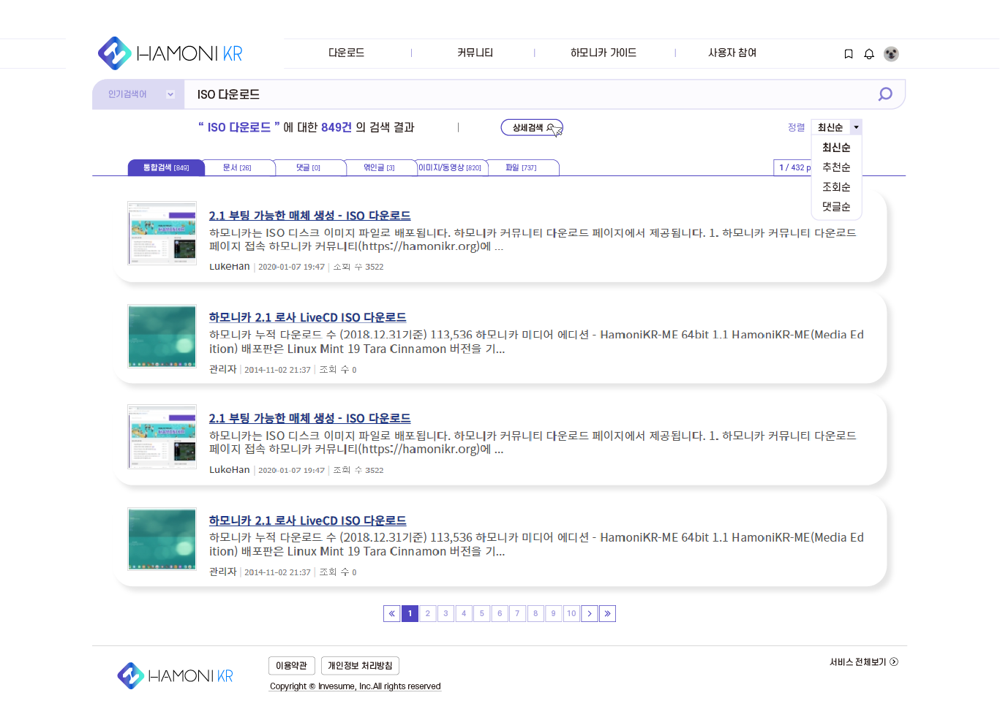 HAMONI KR
다운로드
커뮤니티
하모니카 가이드
사용자 참여
인기검색어
ISO 다운로드
“ ISO 다운로드 ” 에 대한 849건 의 검색 결과
상세검색
정렬
최신순
최신순
추천순
조회순
댓글순
통합검색 [849]
문서 [26]
댓글 [0]
엮인글 [3]
이미지/동영상 [820]
파일 [737]
1 / 432 p
2.1 부팅 가능한 매체 생성 - ISO 다운로드
하모니카는 ISO 디스크 이미지 파일로 배포됩니다. 하모니카 커뮤니티 다운로드 페이지에서 제공됩니다. 1. 하모니카 커뮤니티 다운로드
페이지 접속 하모니카 커뮤니티(https://hamonikr.org)에 ...
LukeHan | 2020-01-07 19:47 | 조회 수 3522
하모니카 2.1 로사 LiveCD ISO 다운로드
하모니카 누적 다운로드 수 (2018.12.31기준) 113,536 하모니카 미디어 에디션 - HamoniKR-ME 64bit 1.1 HamoniKR-ME(Media Ed
ition) 배포판은 Linux Mint 19 Tara Cinnamon 버전을 기...
관리자 | 2014-11-02 21:37 | 조회 수 0
2.1 부팅 가능한 매체 생성 - ISO 다운로드
하모니카는 ISO 디스크 이미지 파일로 배포됩니다. 하모니카 커뮤니티 다운로드 페이지에서 제공됩니다. 1. 하모니카 커뮤니티 다운로드
페이지 접속 하모니카 커뮤니티(https://hamonikr.org)에 ...
LukeHan | 2020-01-07 19:47 | 조회 수 3522
하모니카 2.1 로사 LiveCD ISO 다운로드
하모니카 누적 다운로드 수 (2018.12.31기준) 113,536 하모니카 미디어 에디션 - HamoniKR-ME 64bit 1.1 HamoniKR-ME(Media Ed
ition) 배포판은 Linux Mint 19 Tara Cinnamon 버전을 기...
관리자 | 2014-11-02 21:37 | 조회 수 0
« 1 2 3 4 5 6 7 8 9 10 > »
HAMONI KR
이용약관
개인정보 처리방침
서비스 전체보기
Copyright © Invesume, Inc.All rights reserved